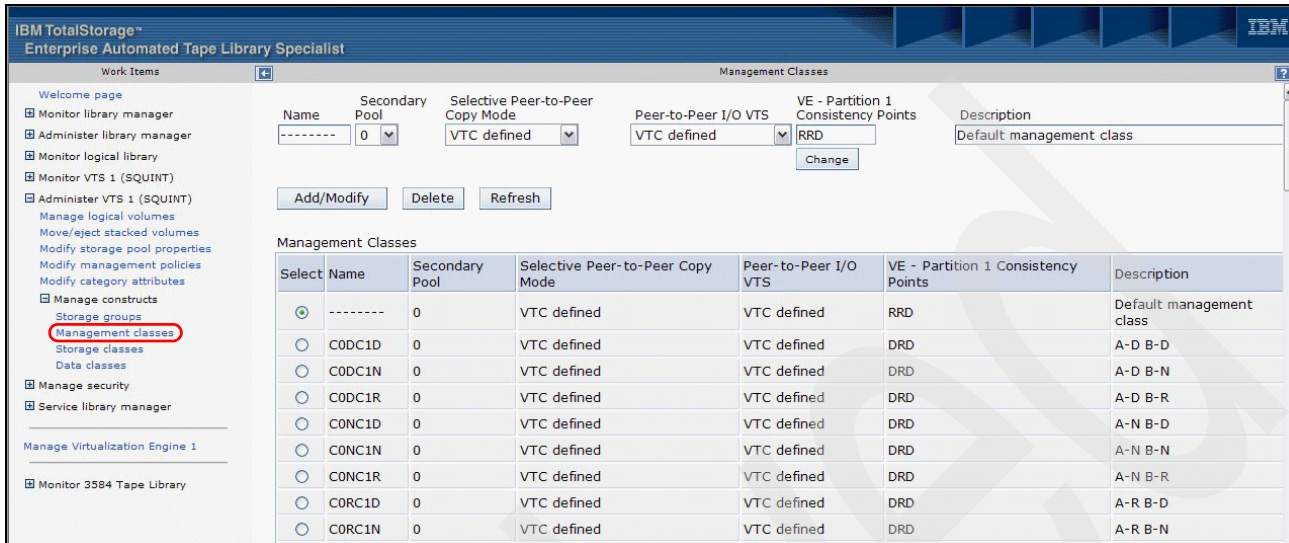 IBM TotalStorage™
Enterprise Automated Tape Library Specialist
IBM
Work Items
Management Classes
?
Welcome page
Monitor library manager
Administer library manager
Monitor logical library
Monitor VTS 1 (SQUINT)
Administer VTS 1 (SQUINT)
Manage logical volumes
Move/eject stacked volumes
Modify storage pool properties
Modify management policies
Modify category attributes
Manage constructs
Storage groups
Management classes
Storage classes
Data classes
Manage security
Service library manager
Manage Virtualization Engine 1
Monitor 3584 Tape Library
Name Secondary Pool Selective Peer-to-Peer Copy Mode Peer-to-Peer I/O VTS VE - Partition 1 Consistency Points Description
-------- 0 VTC defined VTC defined RRD Default management class
Change
Add/Modify Delete Refresh
Management Classes
Select Name Secondary Pool Selective Peer-to-Peer Copy Mode Peer-to-Peer I/O VTS VE - Partition 1 Consistency Points Description
-------- 0 VTC defined VTC defined RRD Default management class
C0DC1D 0 VTC defined VTC defined DRD A-D B-D
C0DC1N 0 VTC defined VTC defined DRD A-D B-N
C0DC1R 0 VTC defined VTC defined DRD A-D B-R
C0NC1D 0 VTC defined VTC defined DRD A-N B-D
C0NC1N 0 VTC defined VTC defined DRD A-N B-N
C0NC1R 0 VTC defined VTC defined DRD A-N B-R
C0RC1D 0 VTC defined VTC defined DRD A-R B-D
C0RC1N 0 VTC defined VTC defined DRD A-R B-N